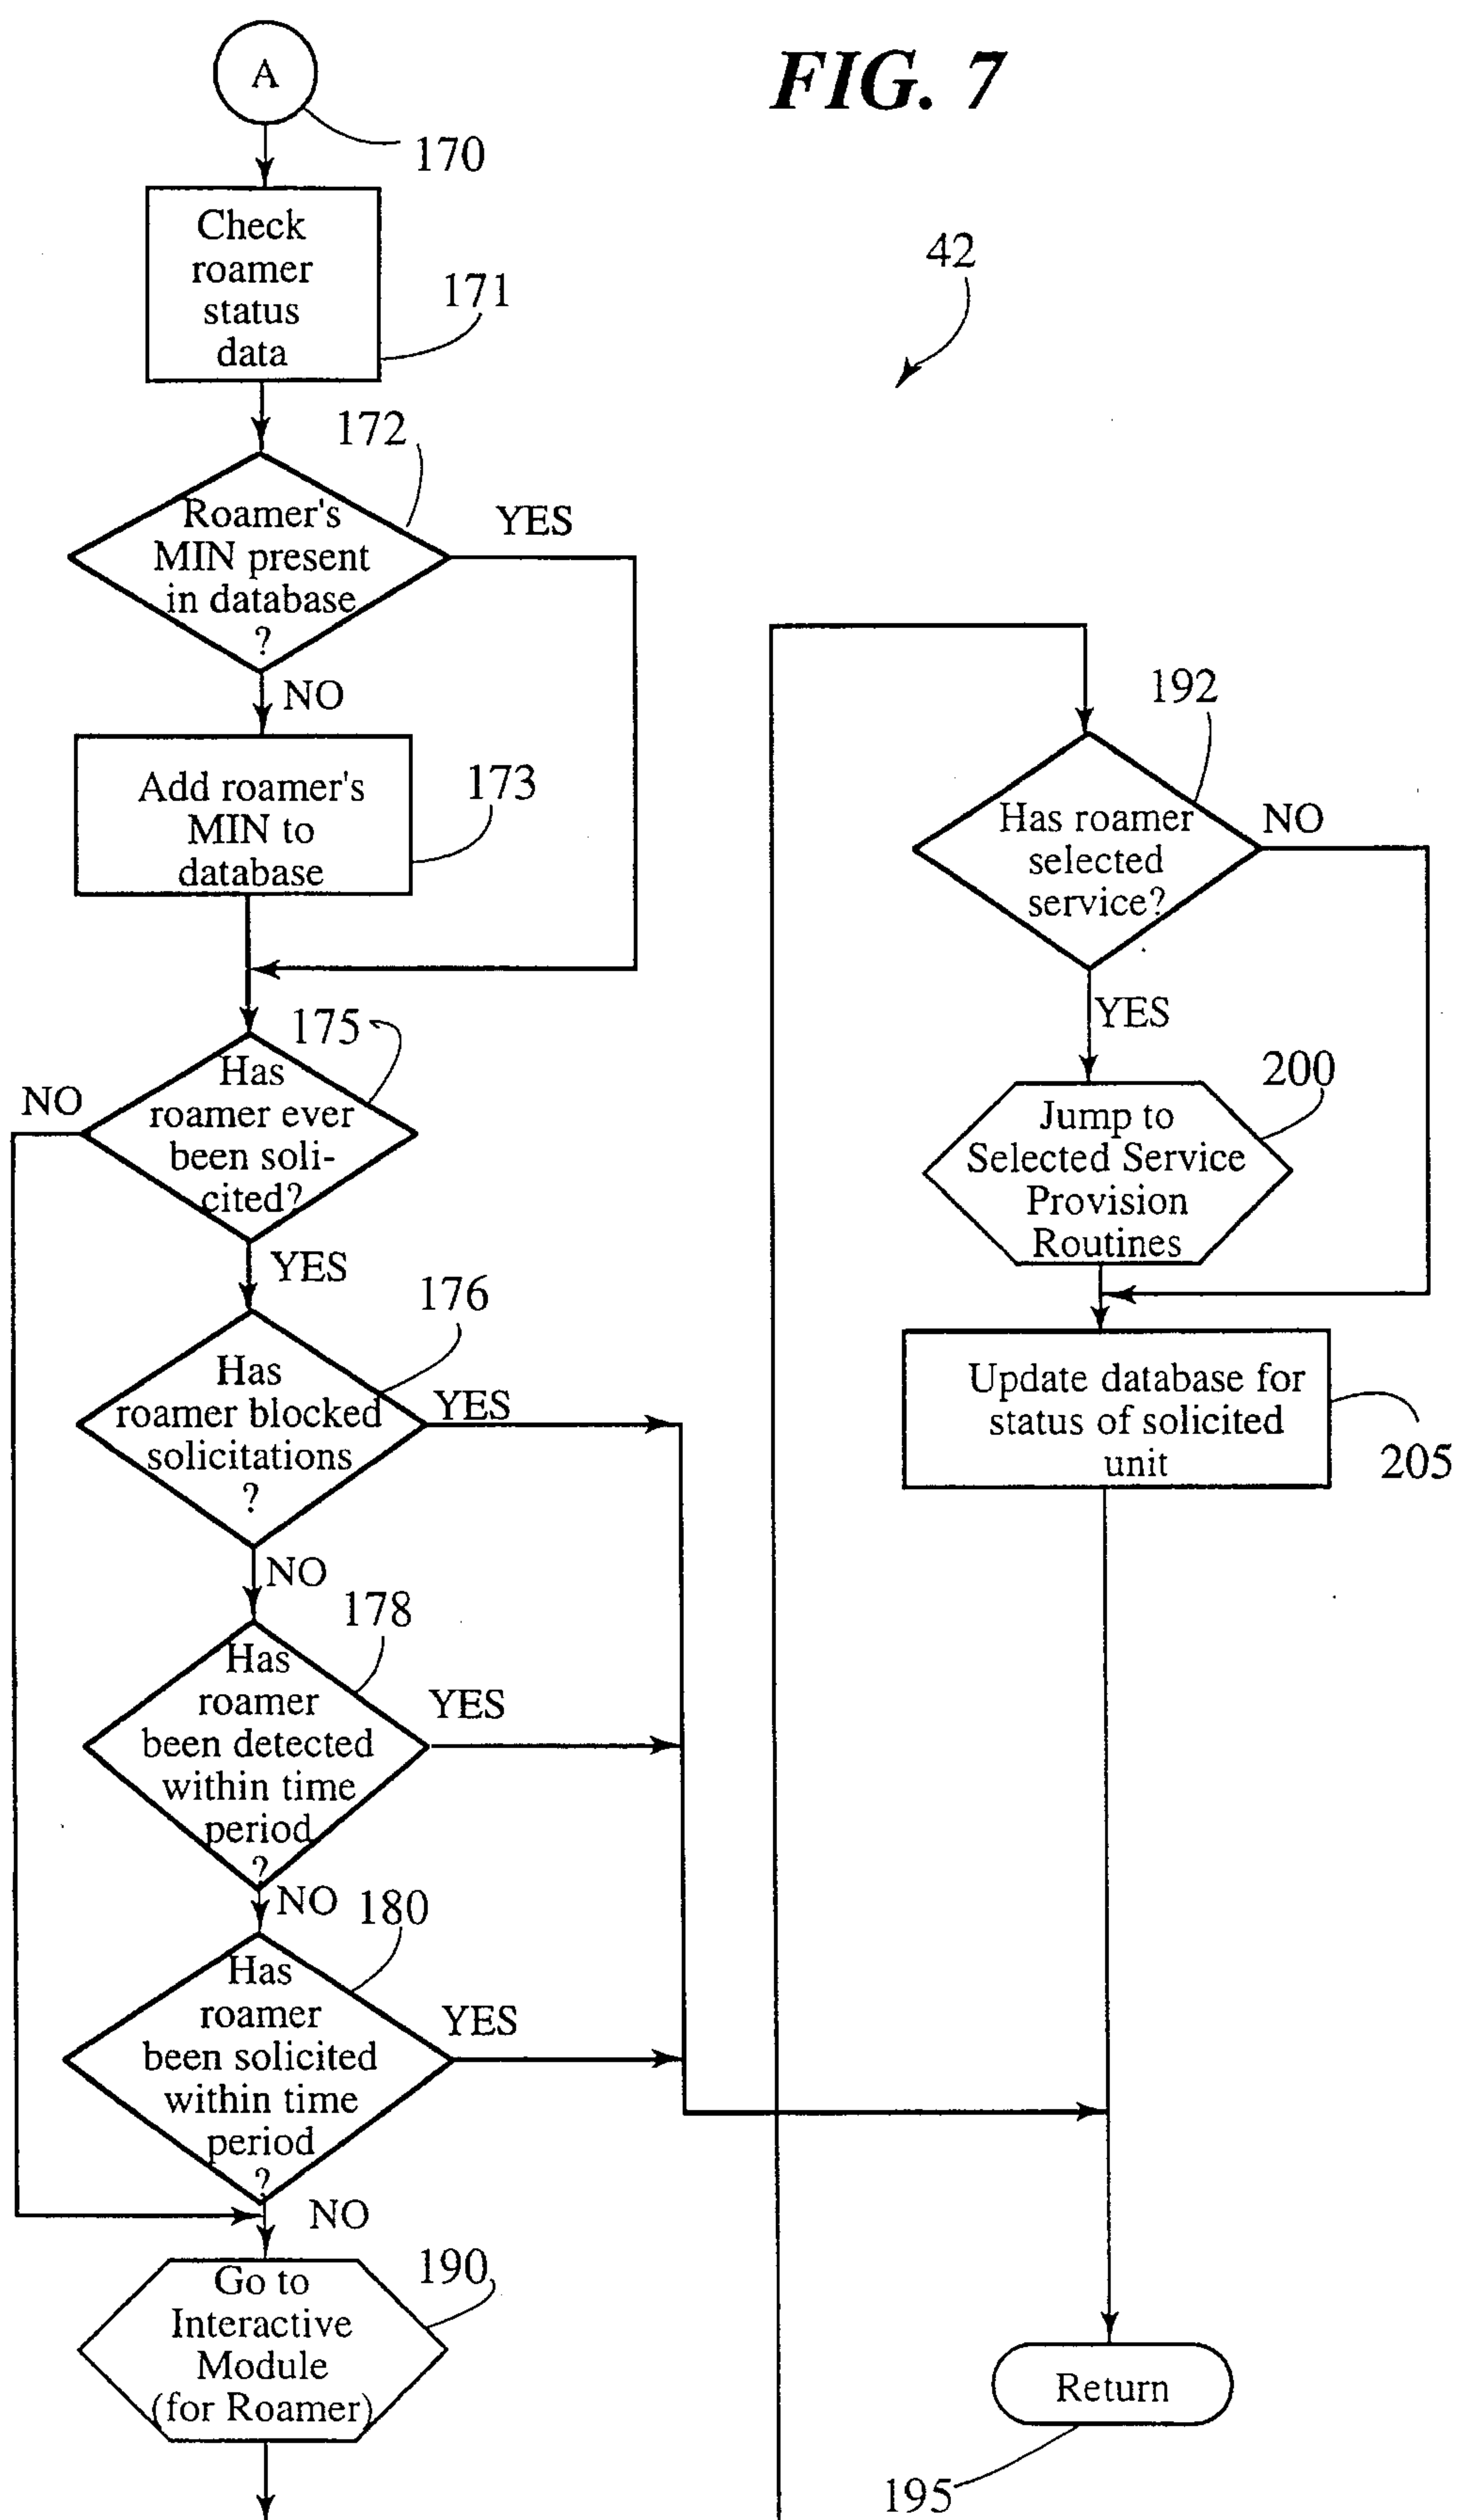 FIG. 7
A
170
Check
roamer
status
data
171
42
172
Roamer's
MIN present
in database
?
YES
NO
Add roamer's
MIN to
database
173
175
Has
roamer ever
been soli-
cited?
NO
YES
176
Has
roamer blocked
solicitations
?
YES
NO
178
Has
roamer
been detected
within time
period
?
YES
NO
180
Has
roamer
been solicited
within time
period
?
YES
NO
190
Go to
Interactive
Module
(for Roamer)
192
Has roamer
selected
service?
NO
YES
200
Jump to
Selected Service
Provision
Routines
Update database for
status of solicited
unit
205
Return
195